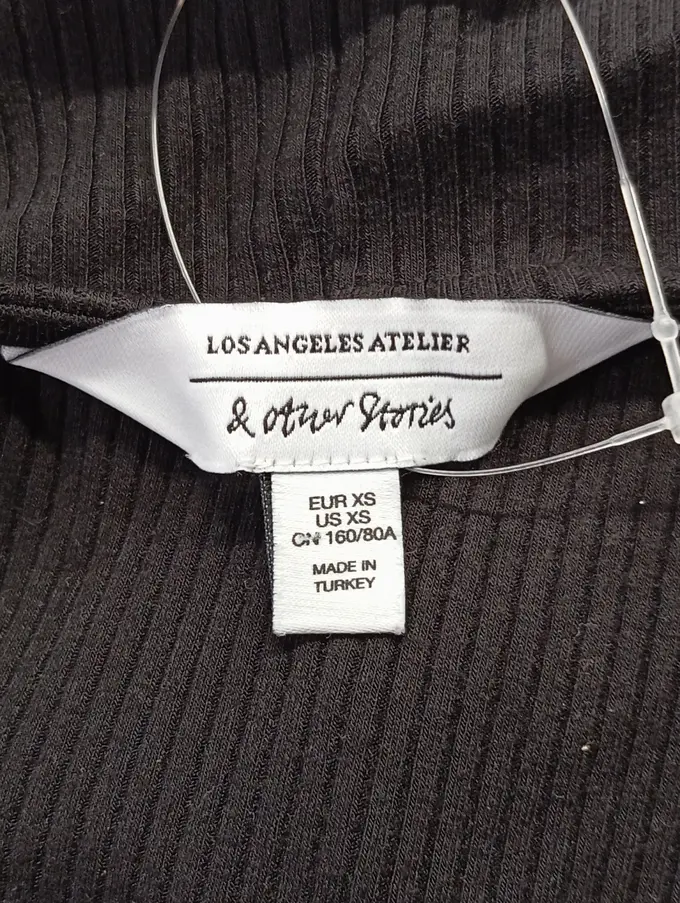 LOS ANGELES ATELIER
& other Stories
EUR XS
US XS
CN 160/80A
MADE IN
TURKEY